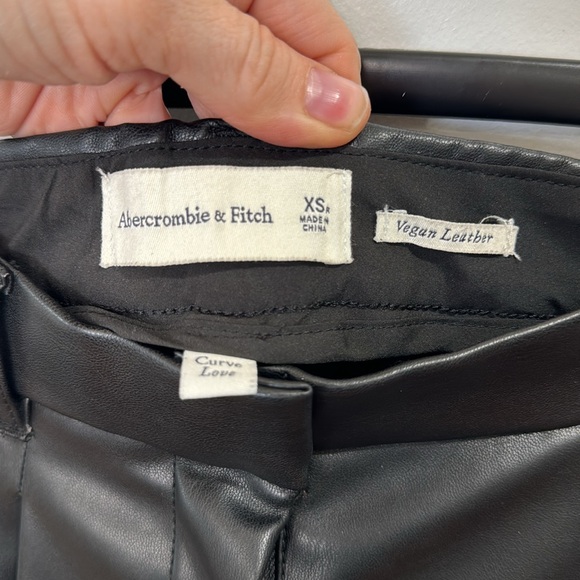 Abercrombie & Fitch
XS R
MADE IN
CHINA
Vegan Leather
Curve
Love